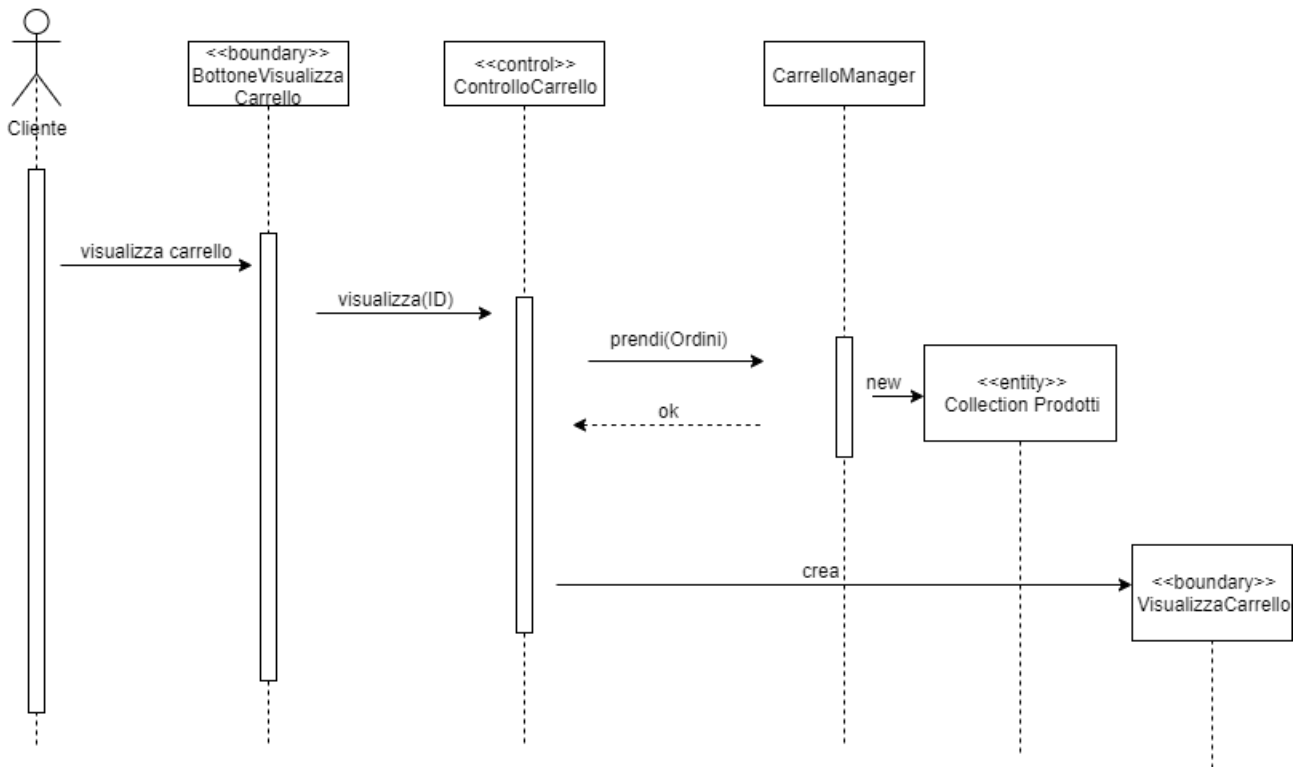 <<boundary>>
BottoneVisualizza
Carrello
<<control>>
ControlloCarrello
CarrelloManager
Cliente
visualizza carrello
visualizza(ID)
prendi(Ordini)
new
<<entity>>
Collection Prodotti
ok
crea
<<boundary>>
VisualizzaCarrello